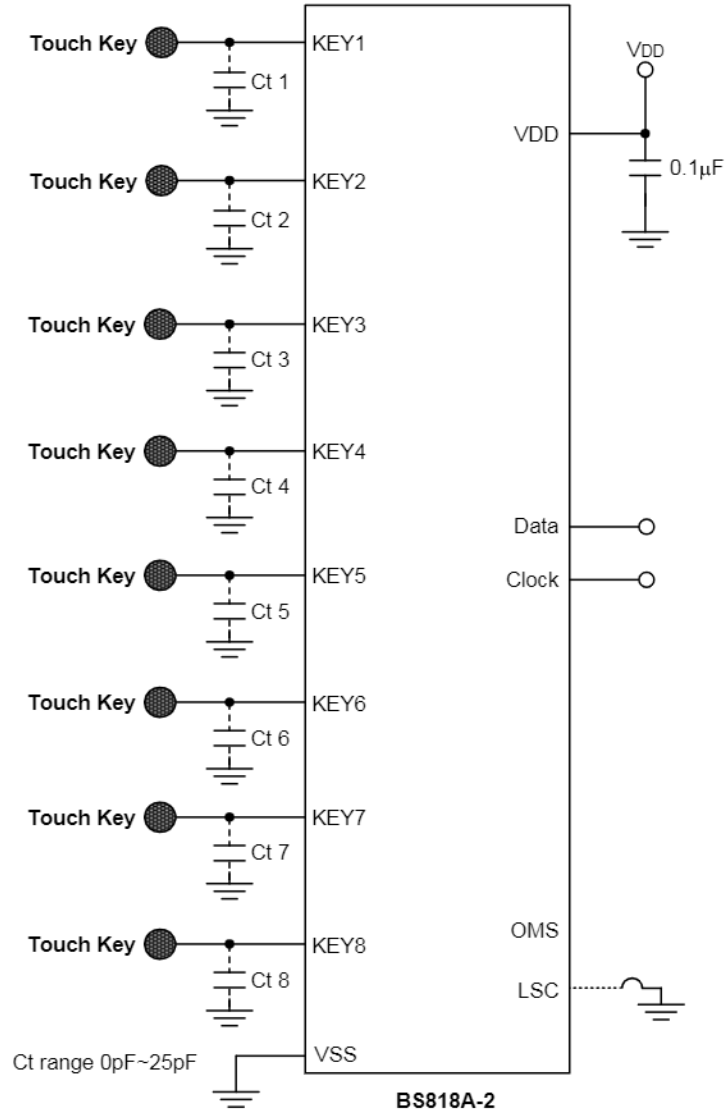 Touch Key
KEY1
Ct 1
VDD
VDD
0.1μF
Touch Key
KEY2
Ct 2
Touch Key
KEY3
Ct 3
Touch Key
KEY4
Ct 4
Data
Touch Key
KEY5
Clock
Ct 5
Touch Key
KEY6
Ct 6
Touch Key
KEY7
Ct 7
Touch Key
KEY8
OMS
Ct 8
LSC
Ct range 0pF~25pF
VSS
BS818A-2